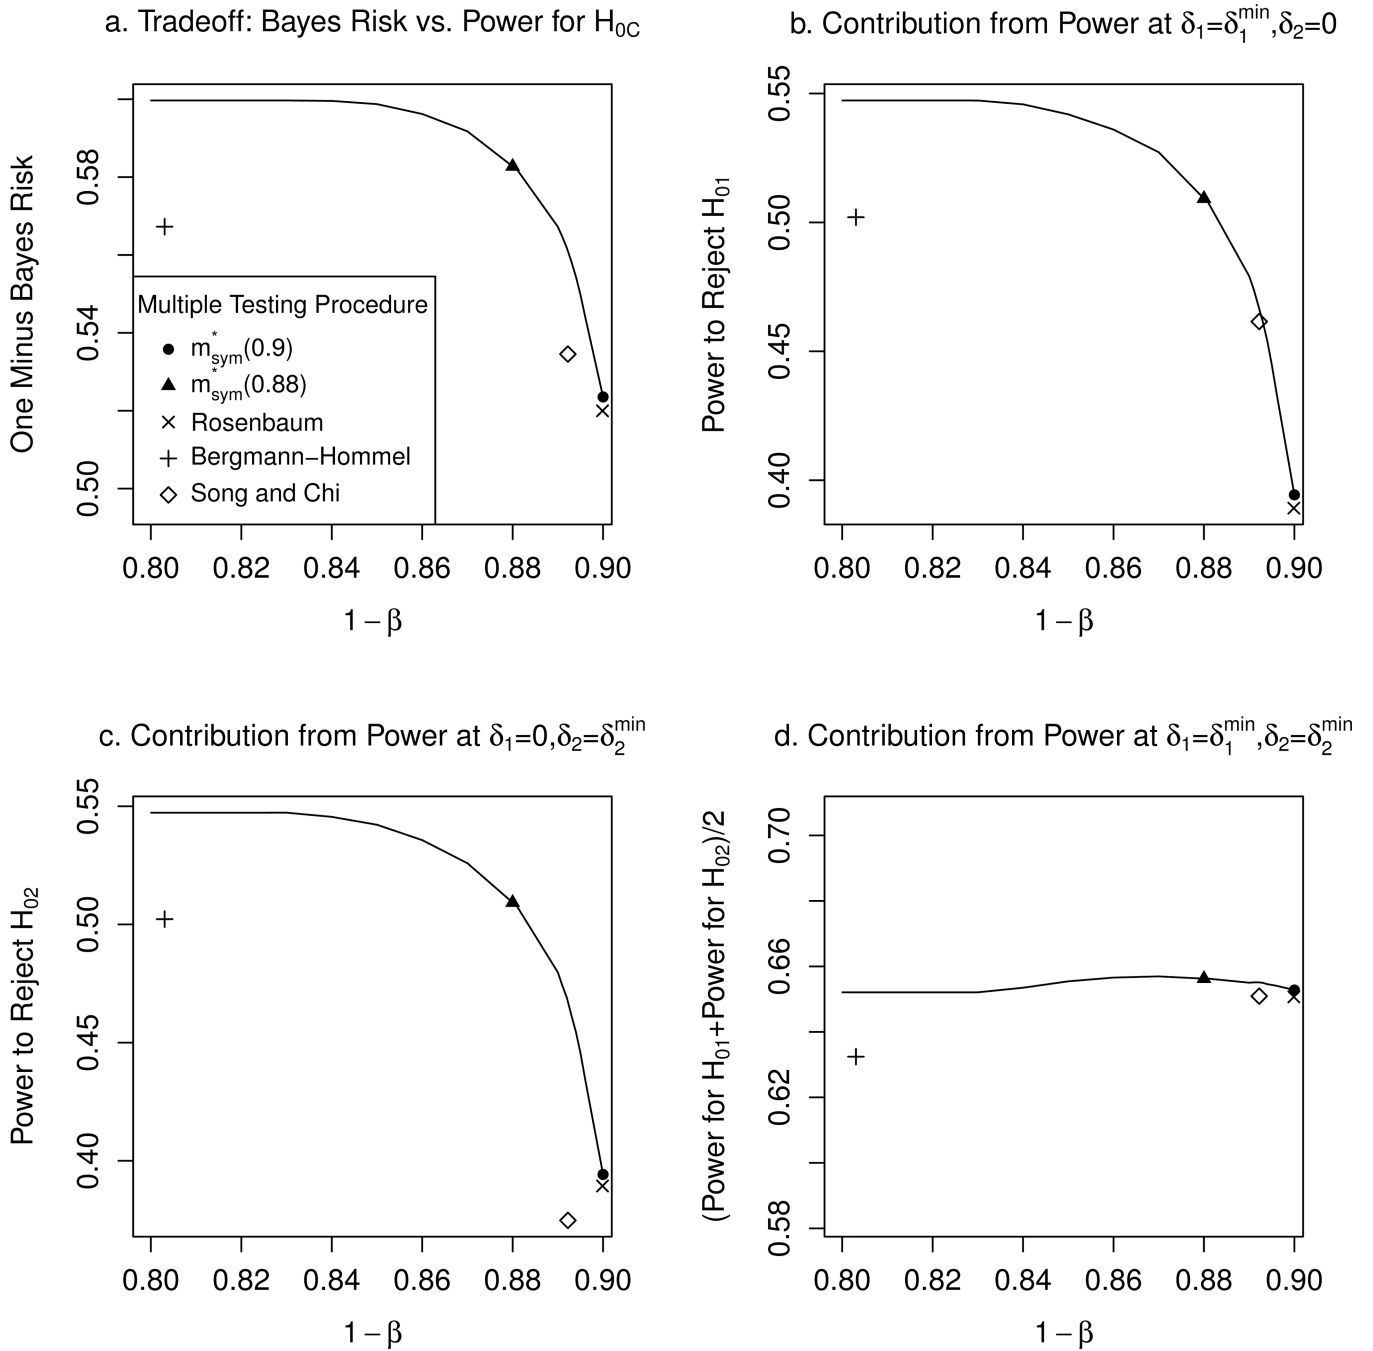 a. Tradeoff: Bayes Risk vs. Power for H0C
One Minus Bayes Risk
0.58
0.54
0.50
Multiple Testing Procedure
m*sym(0.9)
m*sym(0.88)
Rosenbaum
Bergmann−Hommel
Song and Chi
0.80 0.82 0.84 0.86 0.88 0.90
1 − β
b. Contribution from Power at δ1=δ1min,δ2=0
Power to Reject H01
0.55
0.50
0.45
0.40
0.80 0.82 0.84 0.86 0.88 0.90
1 − β
c. Contribution from Power at δ1=0,δ2=δ2min
Power to Reject H02
0.55
0.50
0.45
0.40
0.80 0.82 0.84 0.86 0.88 0.90
1 − β
d. Contribution from Power at δ1=δ1min,δ2=δ2min
(Power for H01+Power for H02)/2
0.70
0.66
0.62
0.58
0.80 0.82 0.84 0.86 0.88 0.90
1 − β